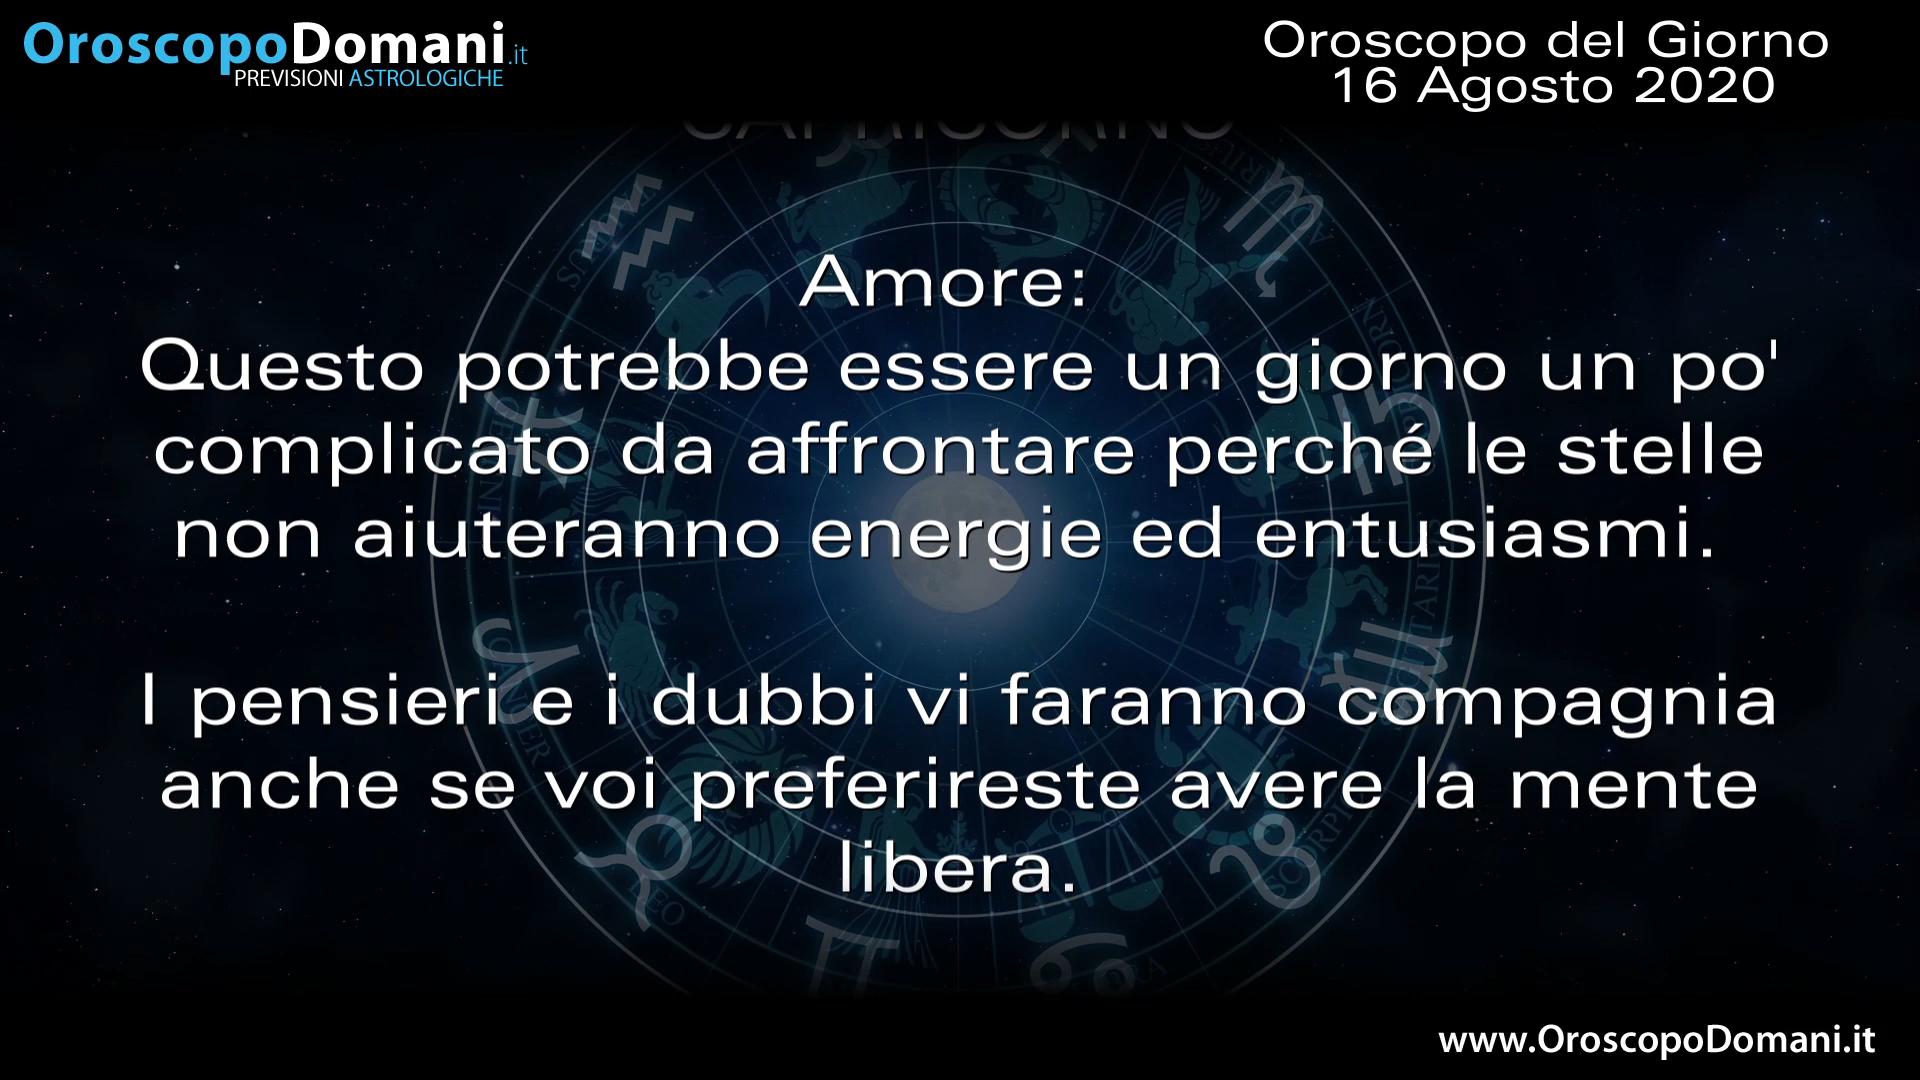 OroscopoDomani.it
PREVISIONI ASTROLOGICHE
Oroscopo del Giorno
16 Agosto 2020
CAPRICORNO
Amore:
Questo potrebbe essere un giorno un po'
complicato da affrontare perché le stelle
non aiuteranno energie ed entusiasmi.
I pensieri e i dubbi vi faranno compagnia
anche se voi preferireste avere la mente
libera.
www.OroscopoDomani.it